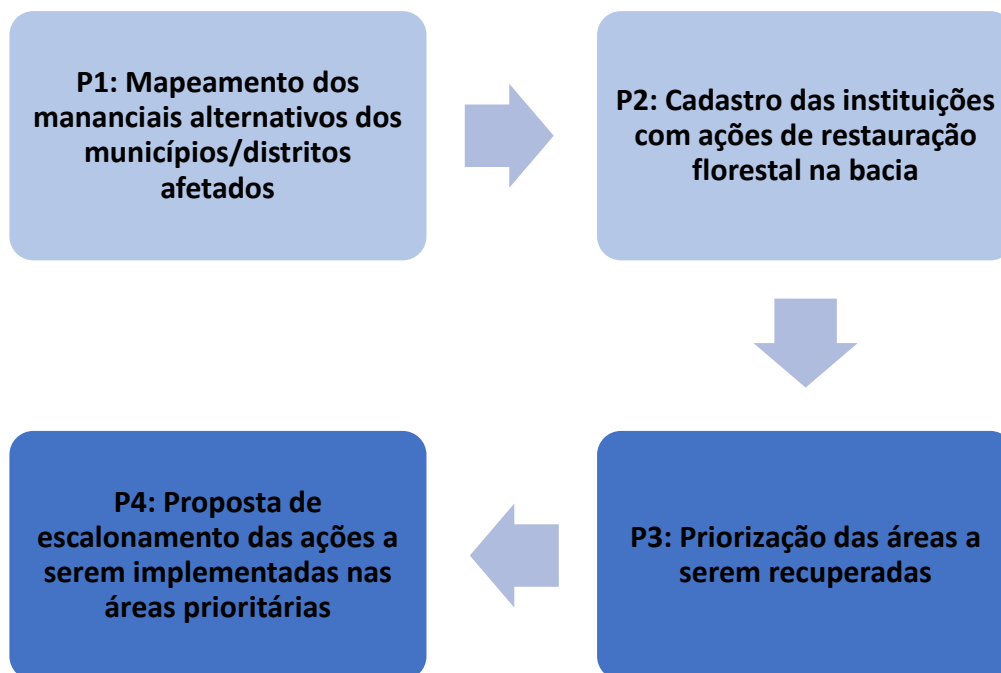 P1: Mapeamento dos
mananciais alternativos dos
municípios/distritos
afetados
P2: Cadastro das instituições
com ações de restauração
florestal na bacia
P3: Priorização das áreas a
serem recuperadas
P4: Proposta de
escalonamento das ações a
serem implementadas nas
áreas prioritárias